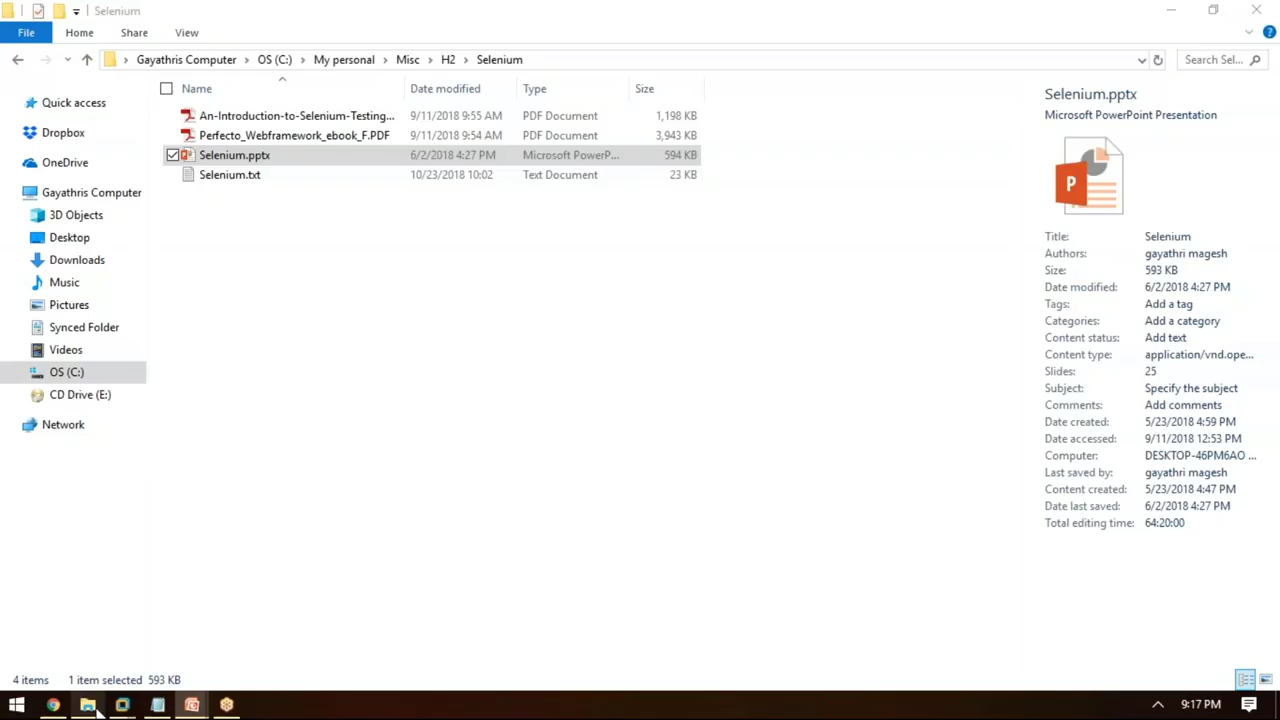 Selenium
File Home Share View
Gayathris Computer OS (C:) My personal Misc H2 Selenium
Search Sel...
Name Date modified Type Size
An-Introduction-to-Selenium-Testing... 9/11/2018 9:55 AM PDF Document 1,198 KB
Perfecto_Webframework_ebook_F.PDF 9/11/2018 9:54 AM PDF Document 3,943 KB
Selenium.pptx 6/2/2018 4:27 PM Microsoft PowerP... 594 KB
Selenium.txt 10/23/2018 10:02 Text Document 23 KB
Quick access
Dropbox
OneDrive
Gayathris Computer
3D Objects
Desktop
Downloads
Music
Pictures
Synced Folder
Videos
OS (C:)
CD Drive (E:)
Network
Selenium.pptx
Microsoft PowerPoint Presentation
P
Title: Selenium
Authors: gayathri magesh
Size: 593 KB
Date modified: 6/2/2018 4:27 PM
Tags: Add a tag
Categories: Add a category
Content status: Add text
Content type: application/vnd.ope...
Slides: 25
Subject: Specify the subject
Comments: Add comments
Date created: 5/23/2018 4:59 PM
Date accessed: 9/11/2018 12:53 PM
Computer: DESKTOP-46PM6AO ...
Last saved by: gayathri magesh
Content created: 5/23/2018 4:47 PM
Date last saved: 6/2/2018 4:27 PM
Total editing time: 64:20:00
4 items 1 item selected 593 KB
9:17 PM